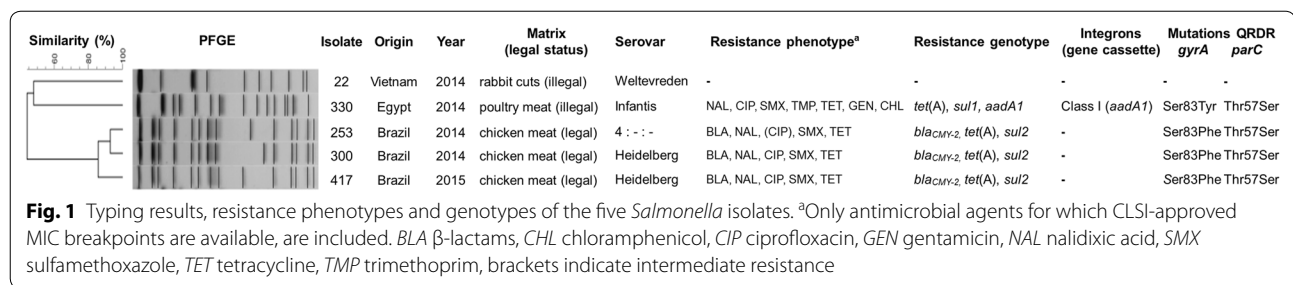 Similarity (%) PFGE Isolate Origin Year Matrix (legal status) Serovar Resistance phenotypeᵃ Resistance genotype Integrons (gene cassette) Mutations QRDR gyrA parC
60 80 100
22 Vietnam 2014 rabbit cuts (illegal) Weltevreden - - - - -
330 Egypt 2014 poultry meat (illegal) Infantis NAL, CIP, SMX, TMP, TET, GEN, CHL tet(A), sul1, aadA1 Class I (aadA1) Ser83Tyr Thr57Ser
253 Brazil 2014 chicken meat (legal) 4 : - : - BLA, NAL, (CIP), SMX, TET blaCMY-2, tet(A), sul2 - Ser83Phe Thr57Ser
300 Brazil 2014 chicken meat (legal) Heidelberg BLA, NAL, CIP, SMX, TET blaCMY-2, tet(A), sul2 - Ser83Phe Thr57Ser
417 Brazil 2015 chicken meat (legal) Heidelberg BLA, NAL, CIP, SMX, TET blaCMY-2, tet(A), sul2 - Ser83Phe Thr57Ser
Fig. 1 Typing results, resistance phenotypes and genotypes of the five Salmonella isolates. ᵃOnly antimicrobial agents for which CLSI-approved
MIC breakpoints are available, are included. BLA β-lactams, CHL chloramphenicol, CIP ciprofloxacin, GEN gentamicin, NAL nalidixic acid, SMX
sulfamethoxazole, TET tetracycline, TMP trimethoprim, brackets indicate intermediate resistance